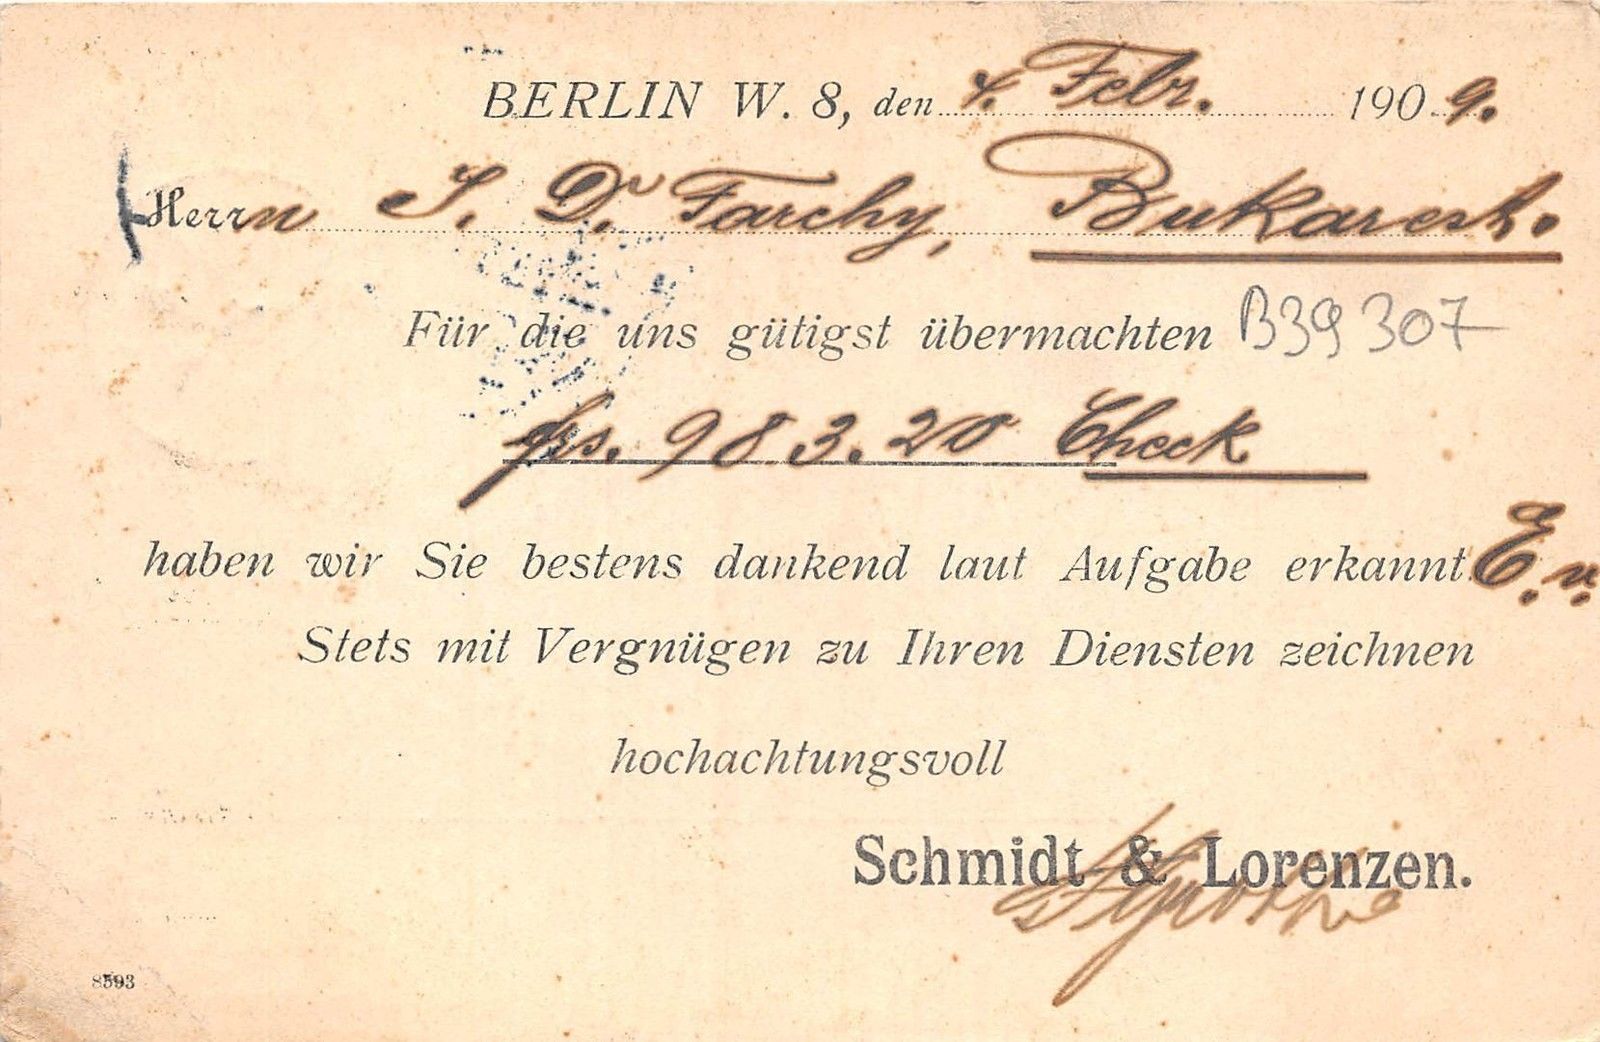 BERLIN W. 8, den 4. Febr. 1909.
Herrn J. Dr Farchy, Bukarest.
Für die uns gütigst übermachten B39307
frs. 983.20 Check
haben wir Sie bestens dankend laut Aufgabe erkannt. E. v.
Stets mit Vergnügen zu Ihren Diensten zeichnen
hochachtungsvoll
Schmidt & Lorenzen.
8593